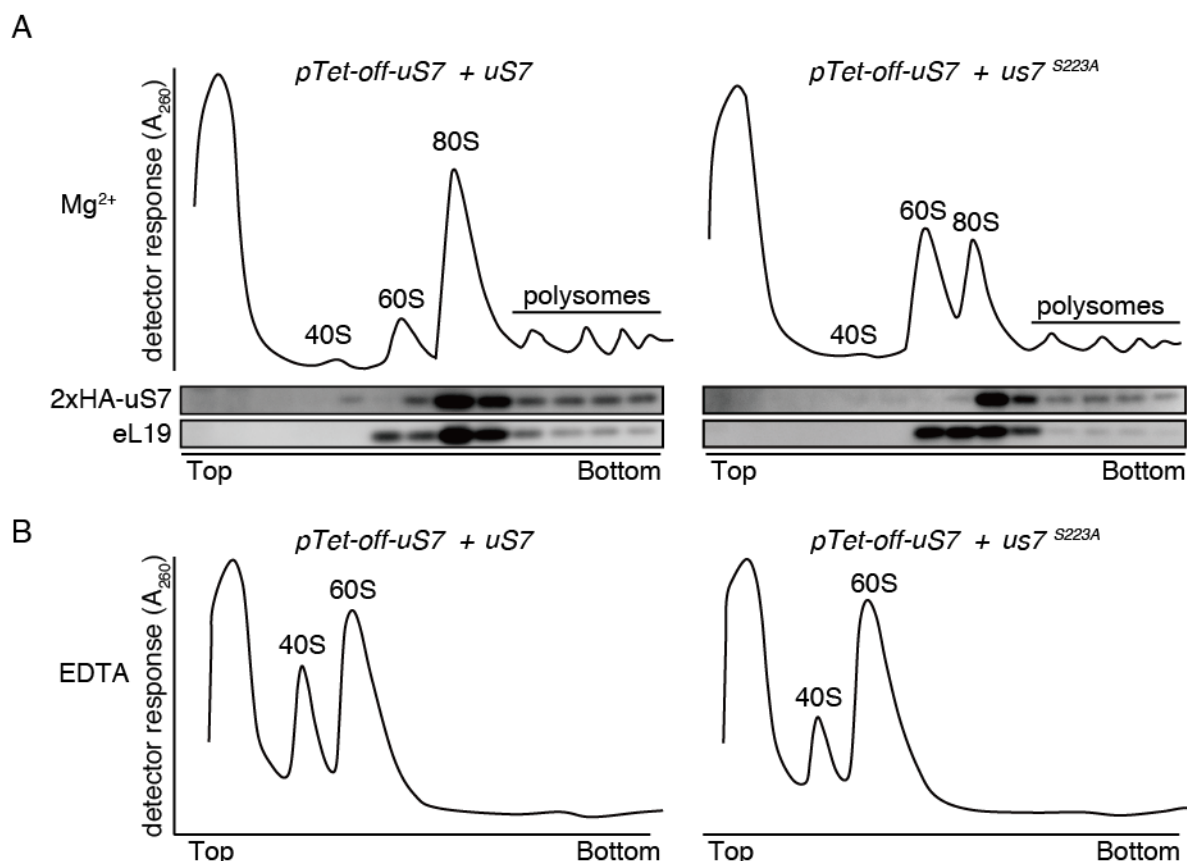 A
pTet-off-uS7 + uS7
pTet-off-uS7 + us7 S223A
detector response (A260)
Mg2+
80S
60S
40S
polysomes
60S
80S
40S
polysomes
2xHA-uS7
eL19
Top
Bottom
Top
Bottom
B
pTet-off-uS7 + uS7
pTet-off-uS7 + us7 S223A
detector response (A260)
EDTA
60S
40S
60S
40S
Top
Bottom
Top
Bottom